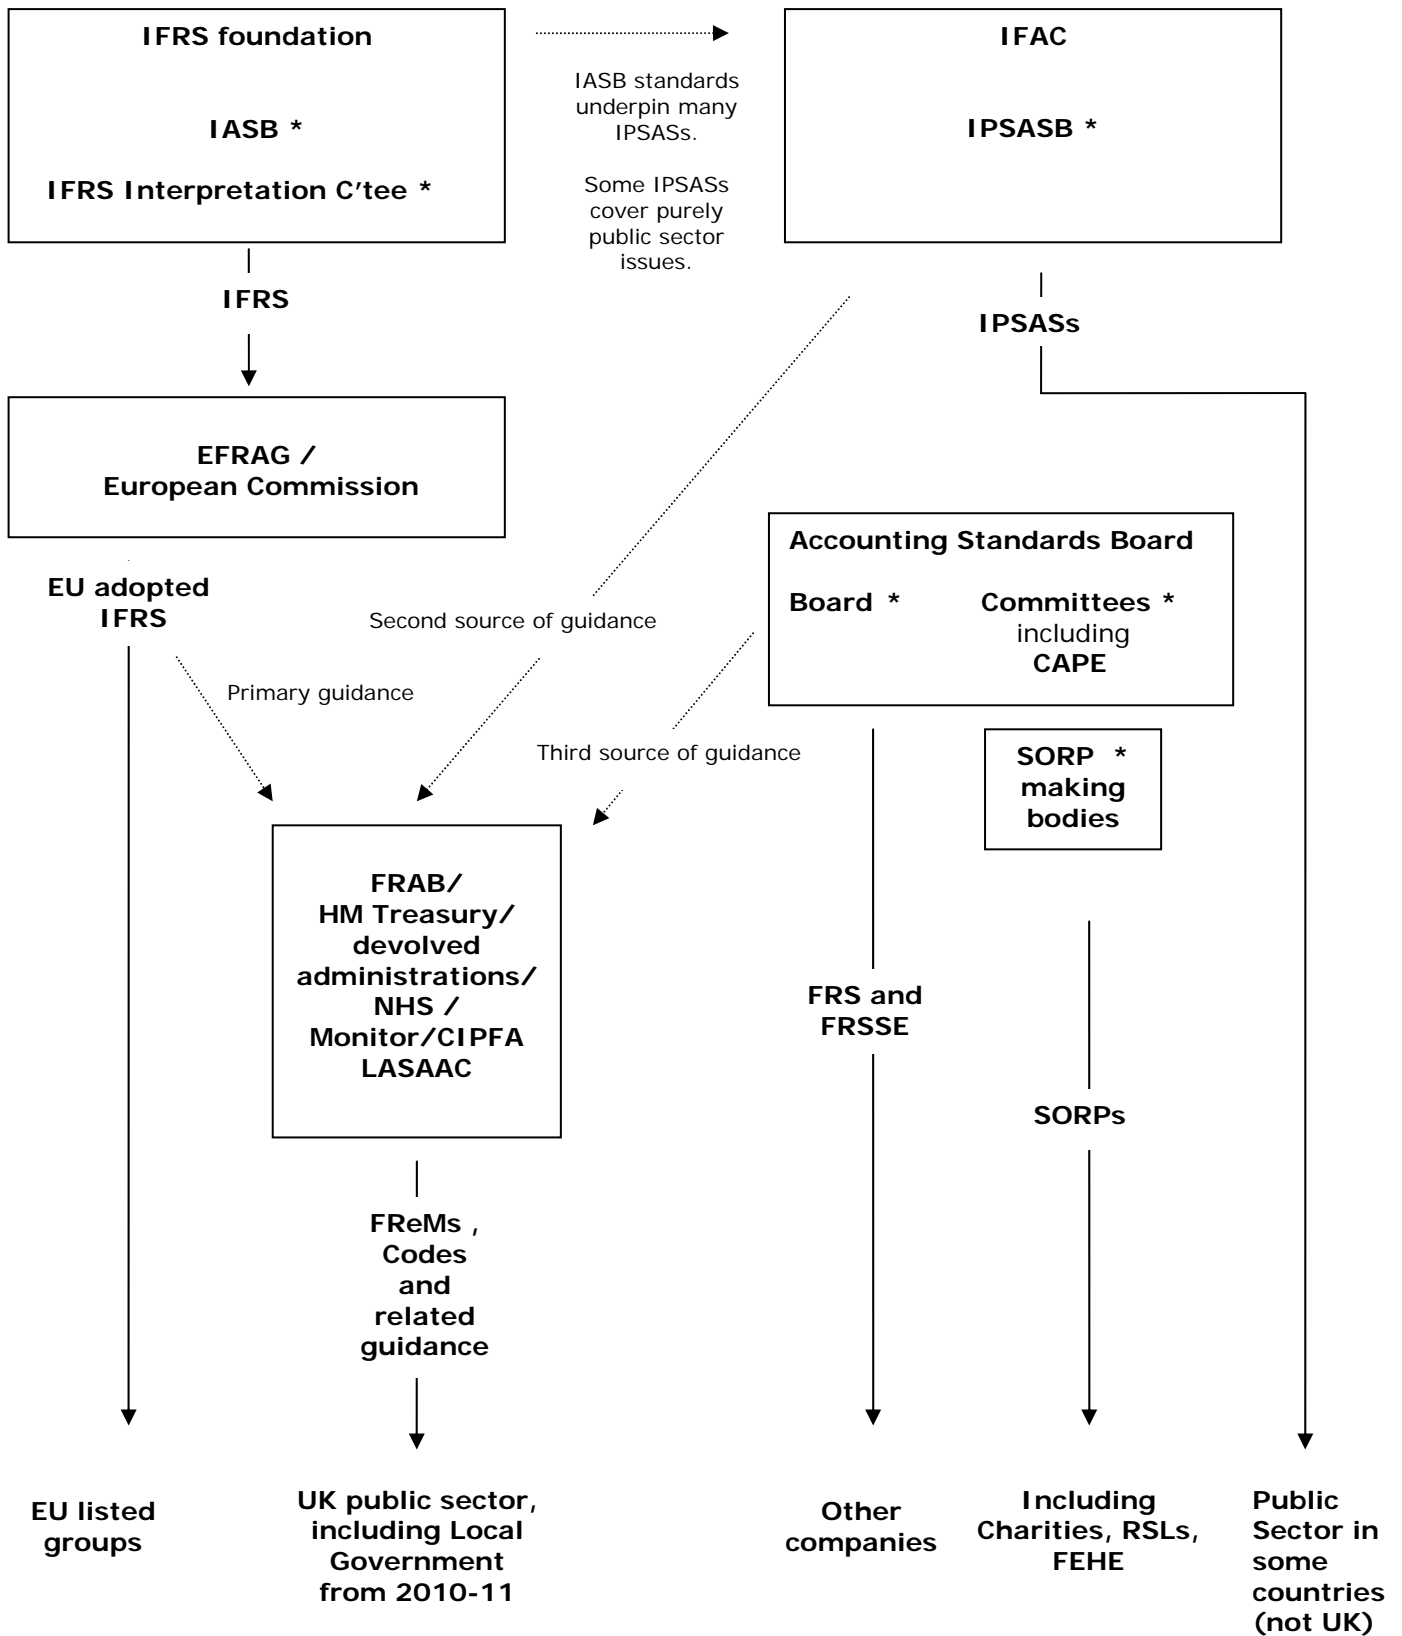 IFRS foundation
IASB *
IFRS Interpretation C'tee *
IASB standards
underpin many
IPSASs.
Some IPSASs
cover purely
public sector
issues.
IFAC
IPSASB *
IFRS
IPSASs
EFRAG /
European Commission
EU adopted
IFRS
Primary guidance
Second source of guidance
Third source of guidance
Accounting Standards Board
Board *
Committees *
including
CAPE
SORP *
making
bodies
FRAB/
HM Treasury/
devolved
administrations/
NHS /
Monitor/CIPFA
LASAAC
FRS and
FRSSE
SORPs
FReMs ,
Codes
and
related
guidance
EU listed
groups
UK public sector,
including Local
Government
from 2010-11
Other
companies
Including
Charities, RSLs,
FEHE
Public
Sector in
some
countries
(not UK)